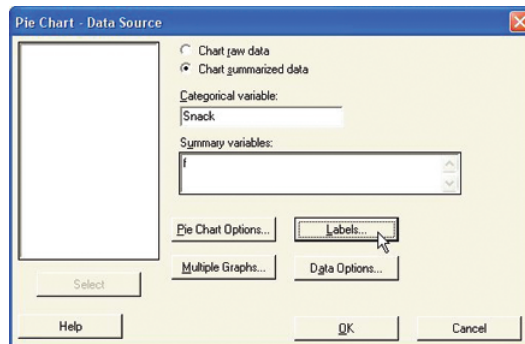 Pie Chart - Data Source
Chart raw data
Chart summarized data
Categorical variable:
Snack
Summary variables:
f
Pie Chart Options...
Labels...
Multiple Graphs...
Data Options...
Select
Help
OK
Cancel